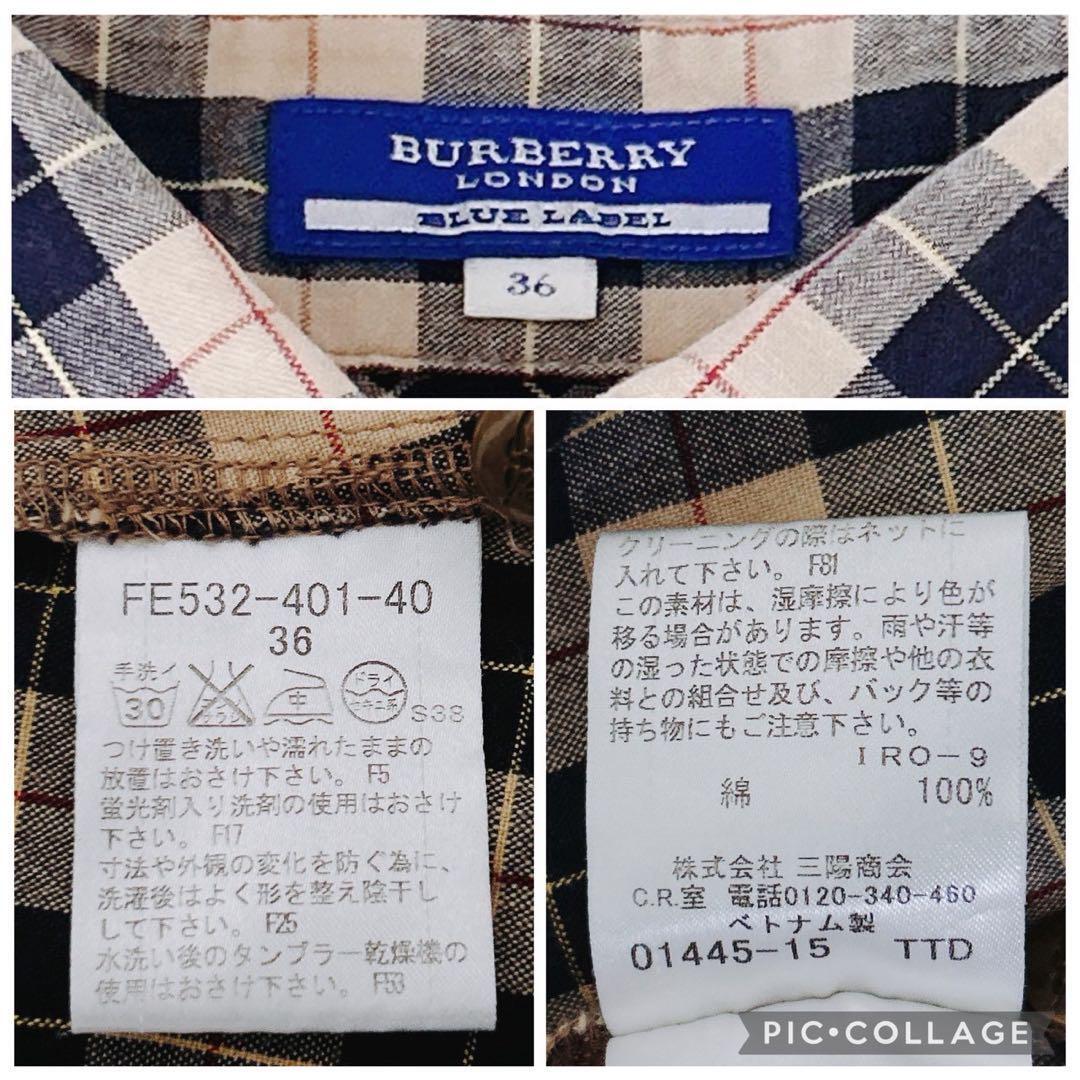 BURBERRY
LONDON
BLUE LABEL
36
FE532-401-40
36
手洗イ
30
エンソ
サラシ
中
ドライ
セキユ系
S38
つけ置き洗いや濡れたままの
放置はおさけ下さい。 F5
蛍光剤入り洗剤の使用はおさけ
下さい。 F17
寸法や外観の変化を防ぐ為に、
洗濯後はよく形を整え陰干し
して下さい。 F25
水洗い後のタンブラー乾燥機の
使用はおさけ下さい。 F53
クリーニングの際はネットに
入れて下さい。 F81
この素材は、湿摩擦により色が
移る場合があります。雨や汗等
の湿った状態での摩擦や他の衣
料との組合せ及び、バック等の
持ち物にもご注意下さい。
IRO-9
綿 100%
株式会社 三陽商会
C.R.室 電話0120-340-460
ベトナム製
01445-15 TTD
PIC•COLLAGE